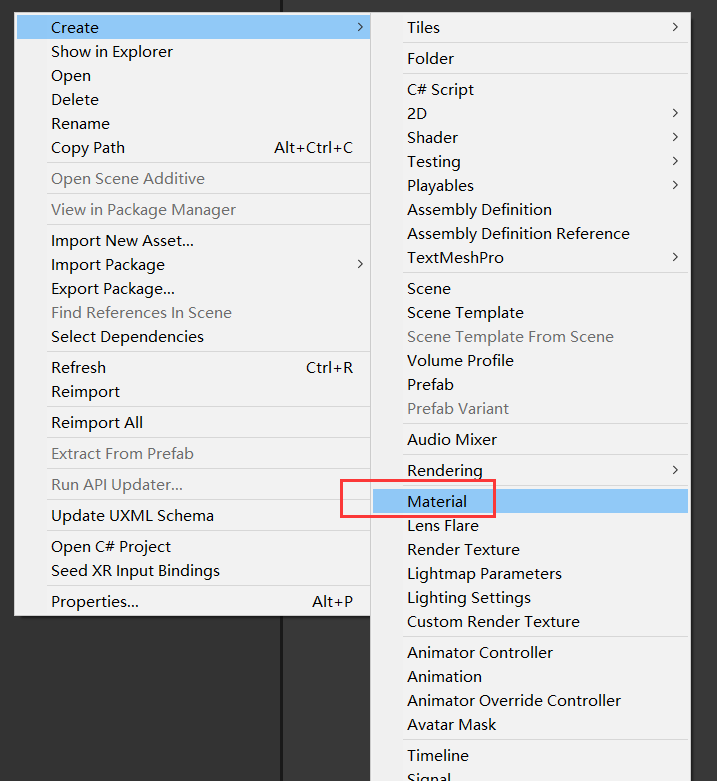 Create
Show in Explorer
Open
Delete
Rename
Copy Path Alt+Ctrl+C
Open Scene Additive
View in Package Manager
Import New Asset...
Import Package
Export Package...
Find References In Scene
Select Dependencies
Refresh Ctrl+R
Reimport
Reimport All
Extract From Prefab
Run API Updater...
Update UXML Schema
Open C# Project
Seed XR Input Bindings
Properties... Alt+P
Tiles
Folder
C# Script
2D
Shader
Testing
Playables
Assembly Definition
Assembly Definition Reference
TextMeshPro
Scene
Scene Template
Scene Template From Scene
Volume Profile
Prefab
Prefab Variant
Audio Mixer
Rendering
Material
Lens Flare
Render Texture
Lightmap Parameters
Lighting Settings
Custom Render Texture
Animator Controller
Animation
Animator Override Controller
Avatar Mask
Timeline
Signal